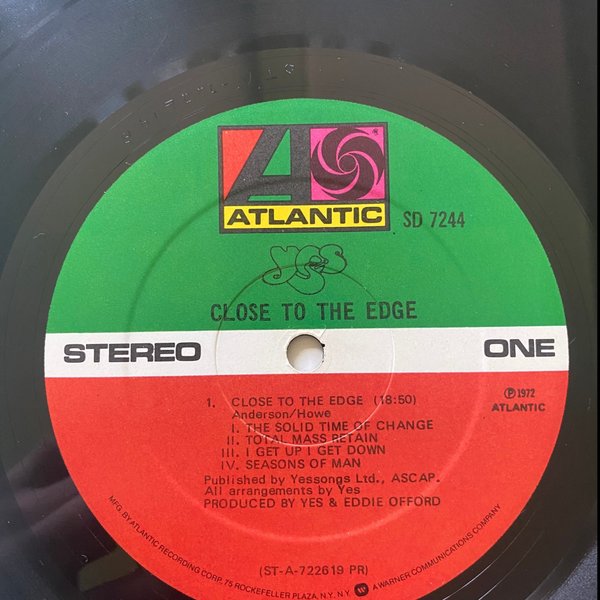 ATLANTIC
®
SD 7244
yes
CLOSE TO THE EDGE
STEREO
ONE
1. CLOSE TO THE EDGE (18:50)
Anderson/Howe
I. THE SOLID TIME OF CHANGE
II. TOTAL MASS RETAIN
III. I GET UP I GET DOWN
IV. SEASONS OF MAN
Published by Yessongs Ltd., ASCAP.
All arrangements by Yes
PRODUCED BY YES & EDDIE OFFORD
℗ 1972
ATLANTIC
(ST-A-722619 PR)
MFG. BY ATLANTIC RECORDING CORP. 75 ROCKEFELLER PLAZA, N.Y. N.Y. A WARNER COMMUNICATIONS COMPANY